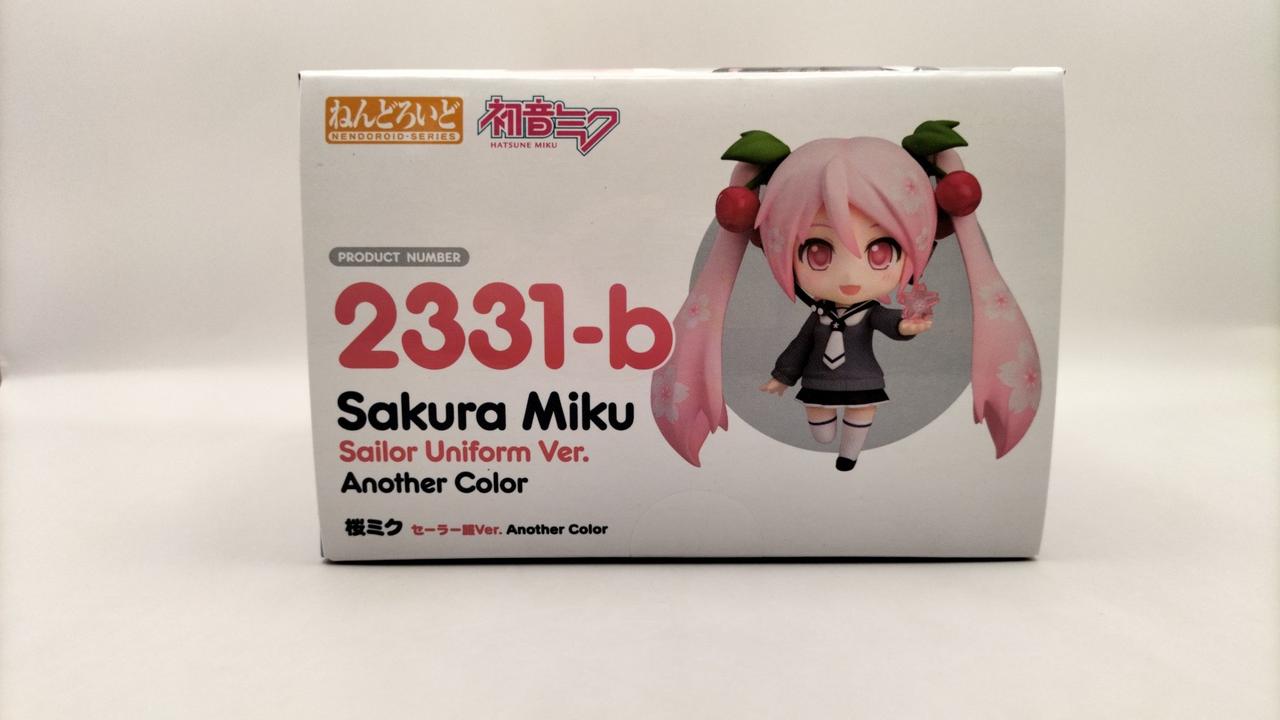 ねんどろいど
NENDOROID-SERIES
初音ミク
HATSUNE MIKU
PRODUCT NUMBER
2331-b
Sakura Miku
Sailor Uniform Ver.
Another Color
桜ミク セーラー服Ver. Another Color